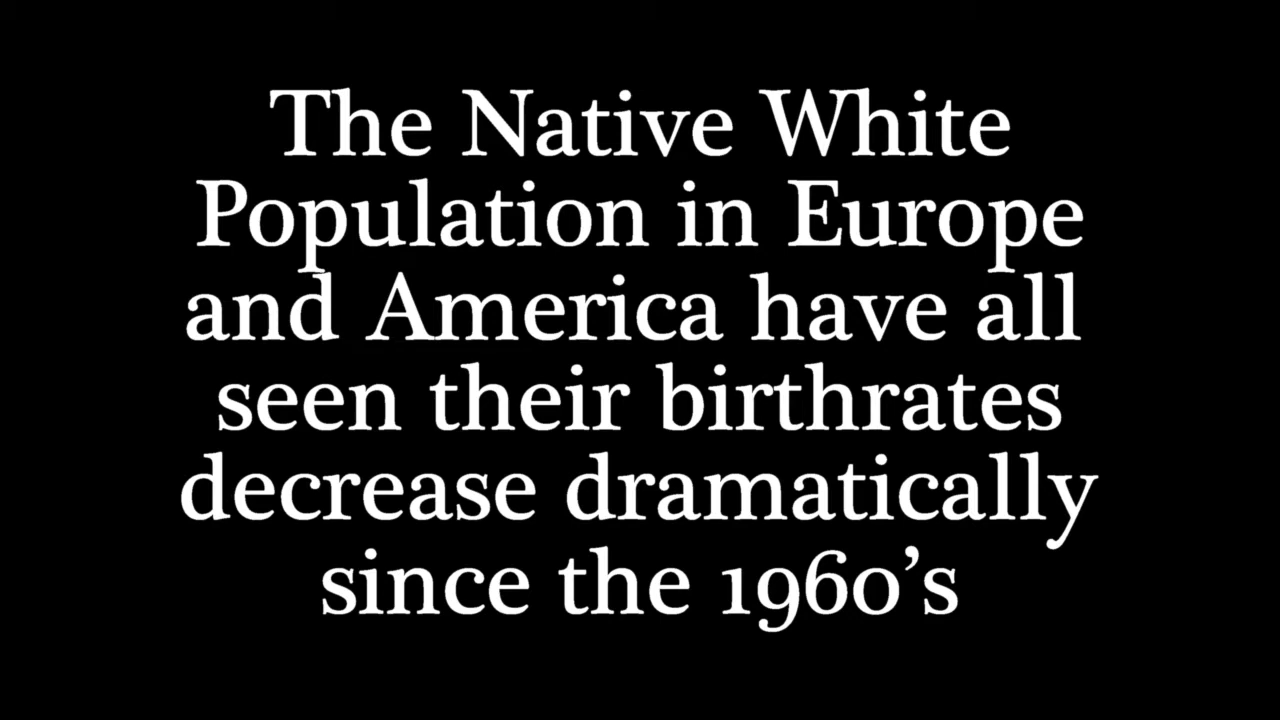 The Native White
Population in Europe
and America have all
seen their birthrates
decrease dramatically
since the 1960’s